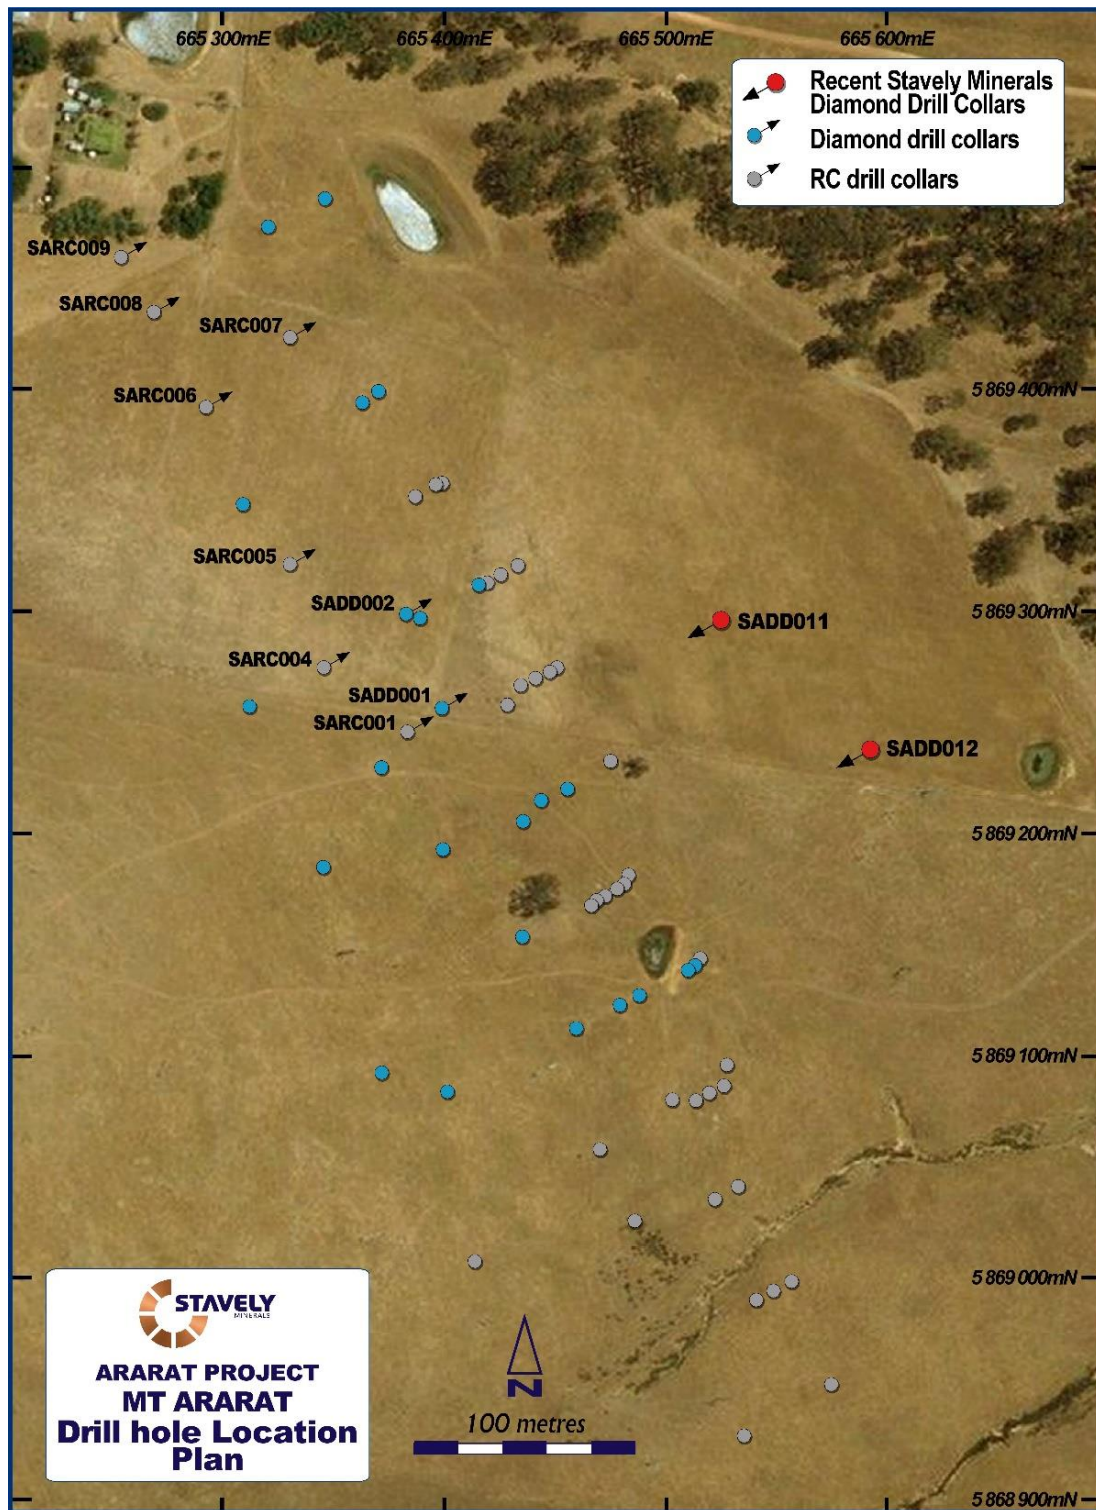 665 300mE
665 400mE
665 500mE
665 600mE
Recent Stavely Minerals
Diamond Drill Collars
Diamond drill collars
RC drill collars
SARC009
SARC008
SARC007
5 869 400mN
SARC006
SARC005
SADD002
5 869 300mN
SADD011
SARC004
SADD001
SARC001
SADD012
5 869 200mN
5 869 100mN
5 869 000mN
STAVELY
MINERALS
ARARAT PROJECT
MT ARARAT
Drill hole Location
Plan
N
100 metres
5 868 900mN